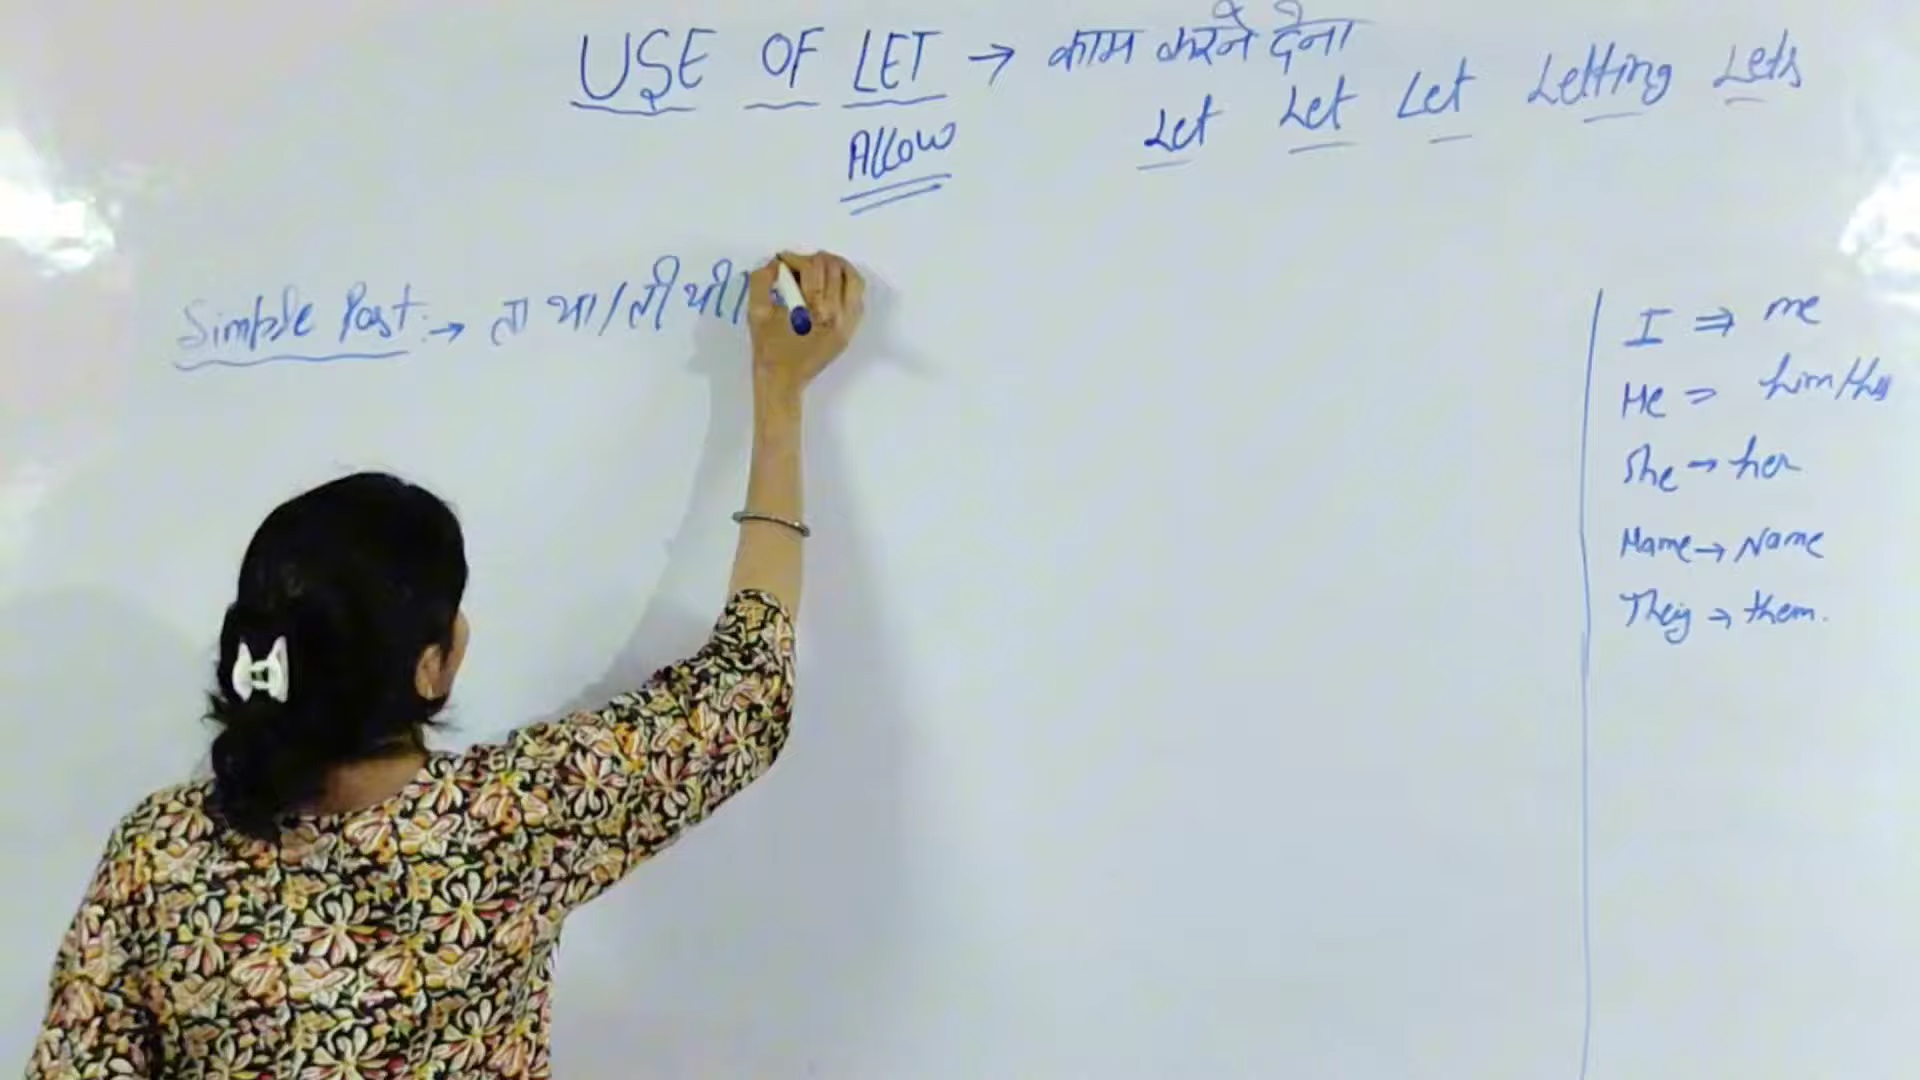 USE OF LET → काम करने देना
Allow
Let Let Let Letting Lets
Simple Past :→ ता था/ती थी/
I ⇒ me
He ⇒ him/
She → her
Name → Name
They → them.